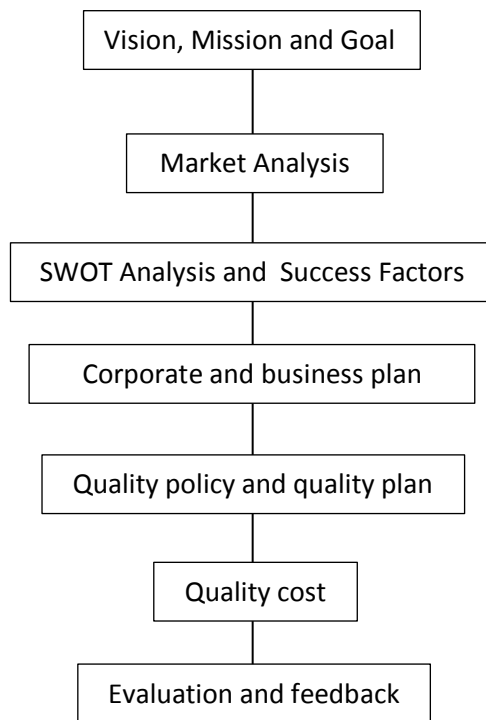 Vision, Mission and Goal
Market Analysis
SWOT Analysis and  Success Factors
Corporate and business plan
Quality policy and quality plan
Quality cost
Evaluation and feedback